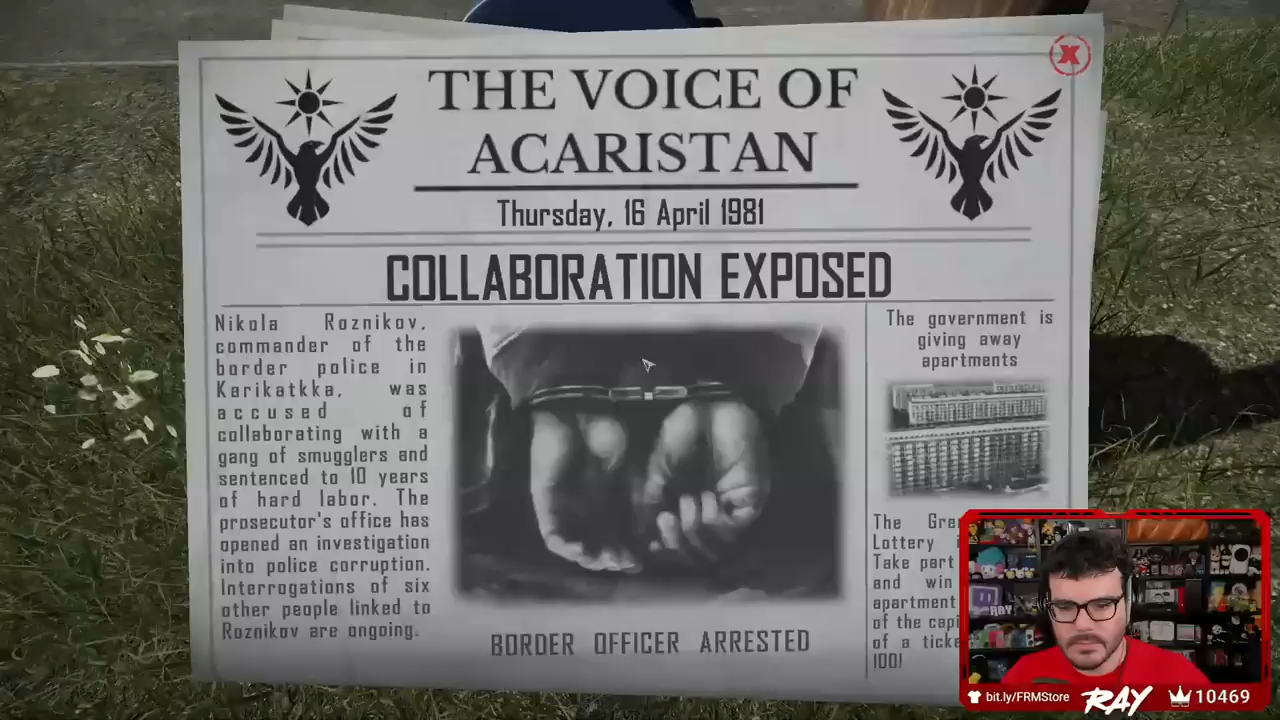 THE VOICE OF
ACARISTAN
Thursday, 16 April 1981
COLLABORATION EXPOSED
Nikola Roznikov,
commander of the
border police in
Karikatkka, was
accused of
collaborating with a
gang of smugglers and
sentenced to 10 years
of hard labor. The
prosecutor's office has
opened an investigation
into police corruption.
Interrogations of six
other people linked to
Roznikov are ongoing.
BORDER OFFICER ARRESTED
The government is
giving away
apartments
The
Lottery
Take part
and win
apartment
of the
of a
100!
X
RAY
bit.ly/FRMStore
RAY
10469